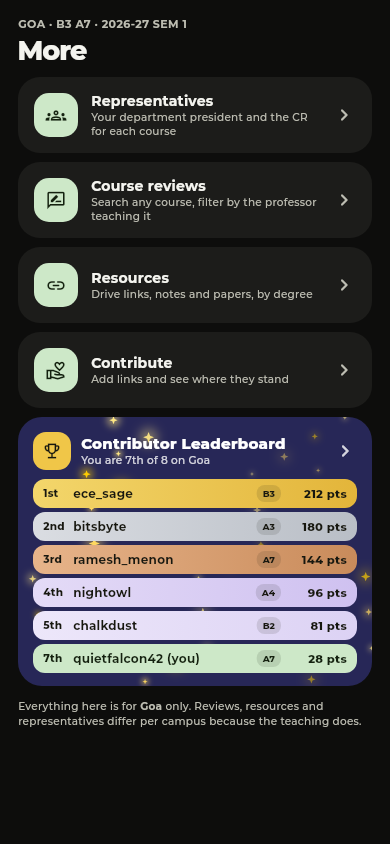 GOA · B3 A7 · 2026-27 SEM 1
More
Representatives
Your department president and the CR
for each course
Course reviews
Search any course, filter by the professor
teaching it
Resources
Drive links, notes and papers, by degree
Contribute
Add links and see where they stand
Contributor Leaderboard
You are 7th of 8 on Goa
1st ece_sage B3 212 pts
2nd bitsbyte A3 180 pts
3rd ramesh_menon A7 144 pts
4th nightowl A4 96 pts
5th chalkdust B2 81 pts
7th quietfalcon42 (you) A7 28 pts
Everything here is for Goa only. Reviews, resources and
representatives differ per campus because the teaching does.